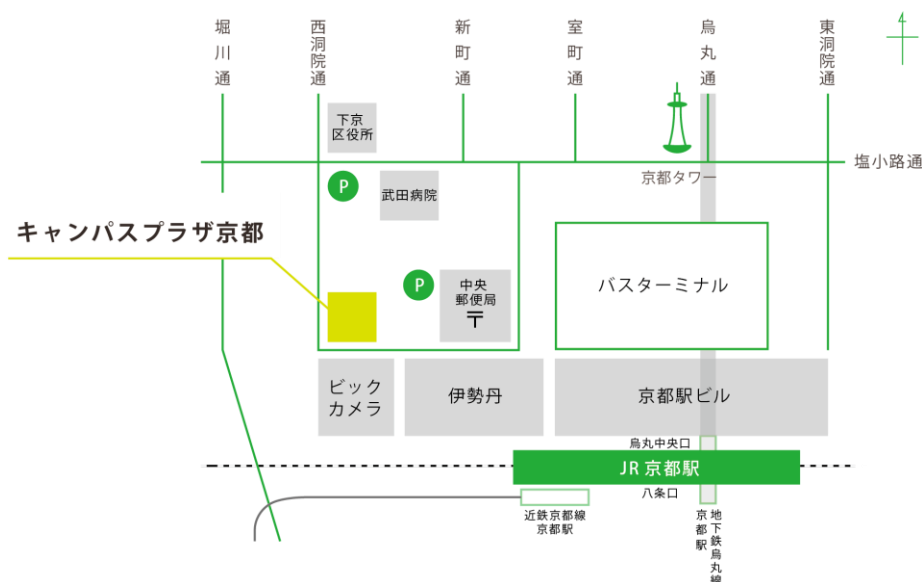 堀川通
西洞院通
新町通
室町通
烏丸通
東洞院通
下京
区役所
塩小路通
京都タワー
P
武田病院
キャンパスプラザ京都
P
中央
郵便局
〒
バスターミナル
ビック
カメラ
伊勢丹
京都駅ビル
烏丸中央口
JR 京都駅
八条口
近鉄京都線
京都駅
地下鉄烏丸線
京都駅